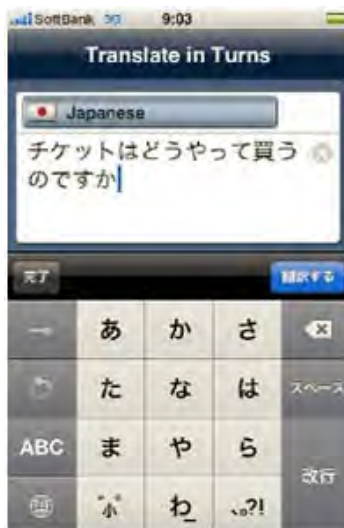 SoftBank 3G 9:03
Translate in Turns
Japanese
チケットはどうやって買う
のですか
完了 翻訳する
あ か さ
た な は スペース
ABC ま や ら
改行
小 わ 、。?!